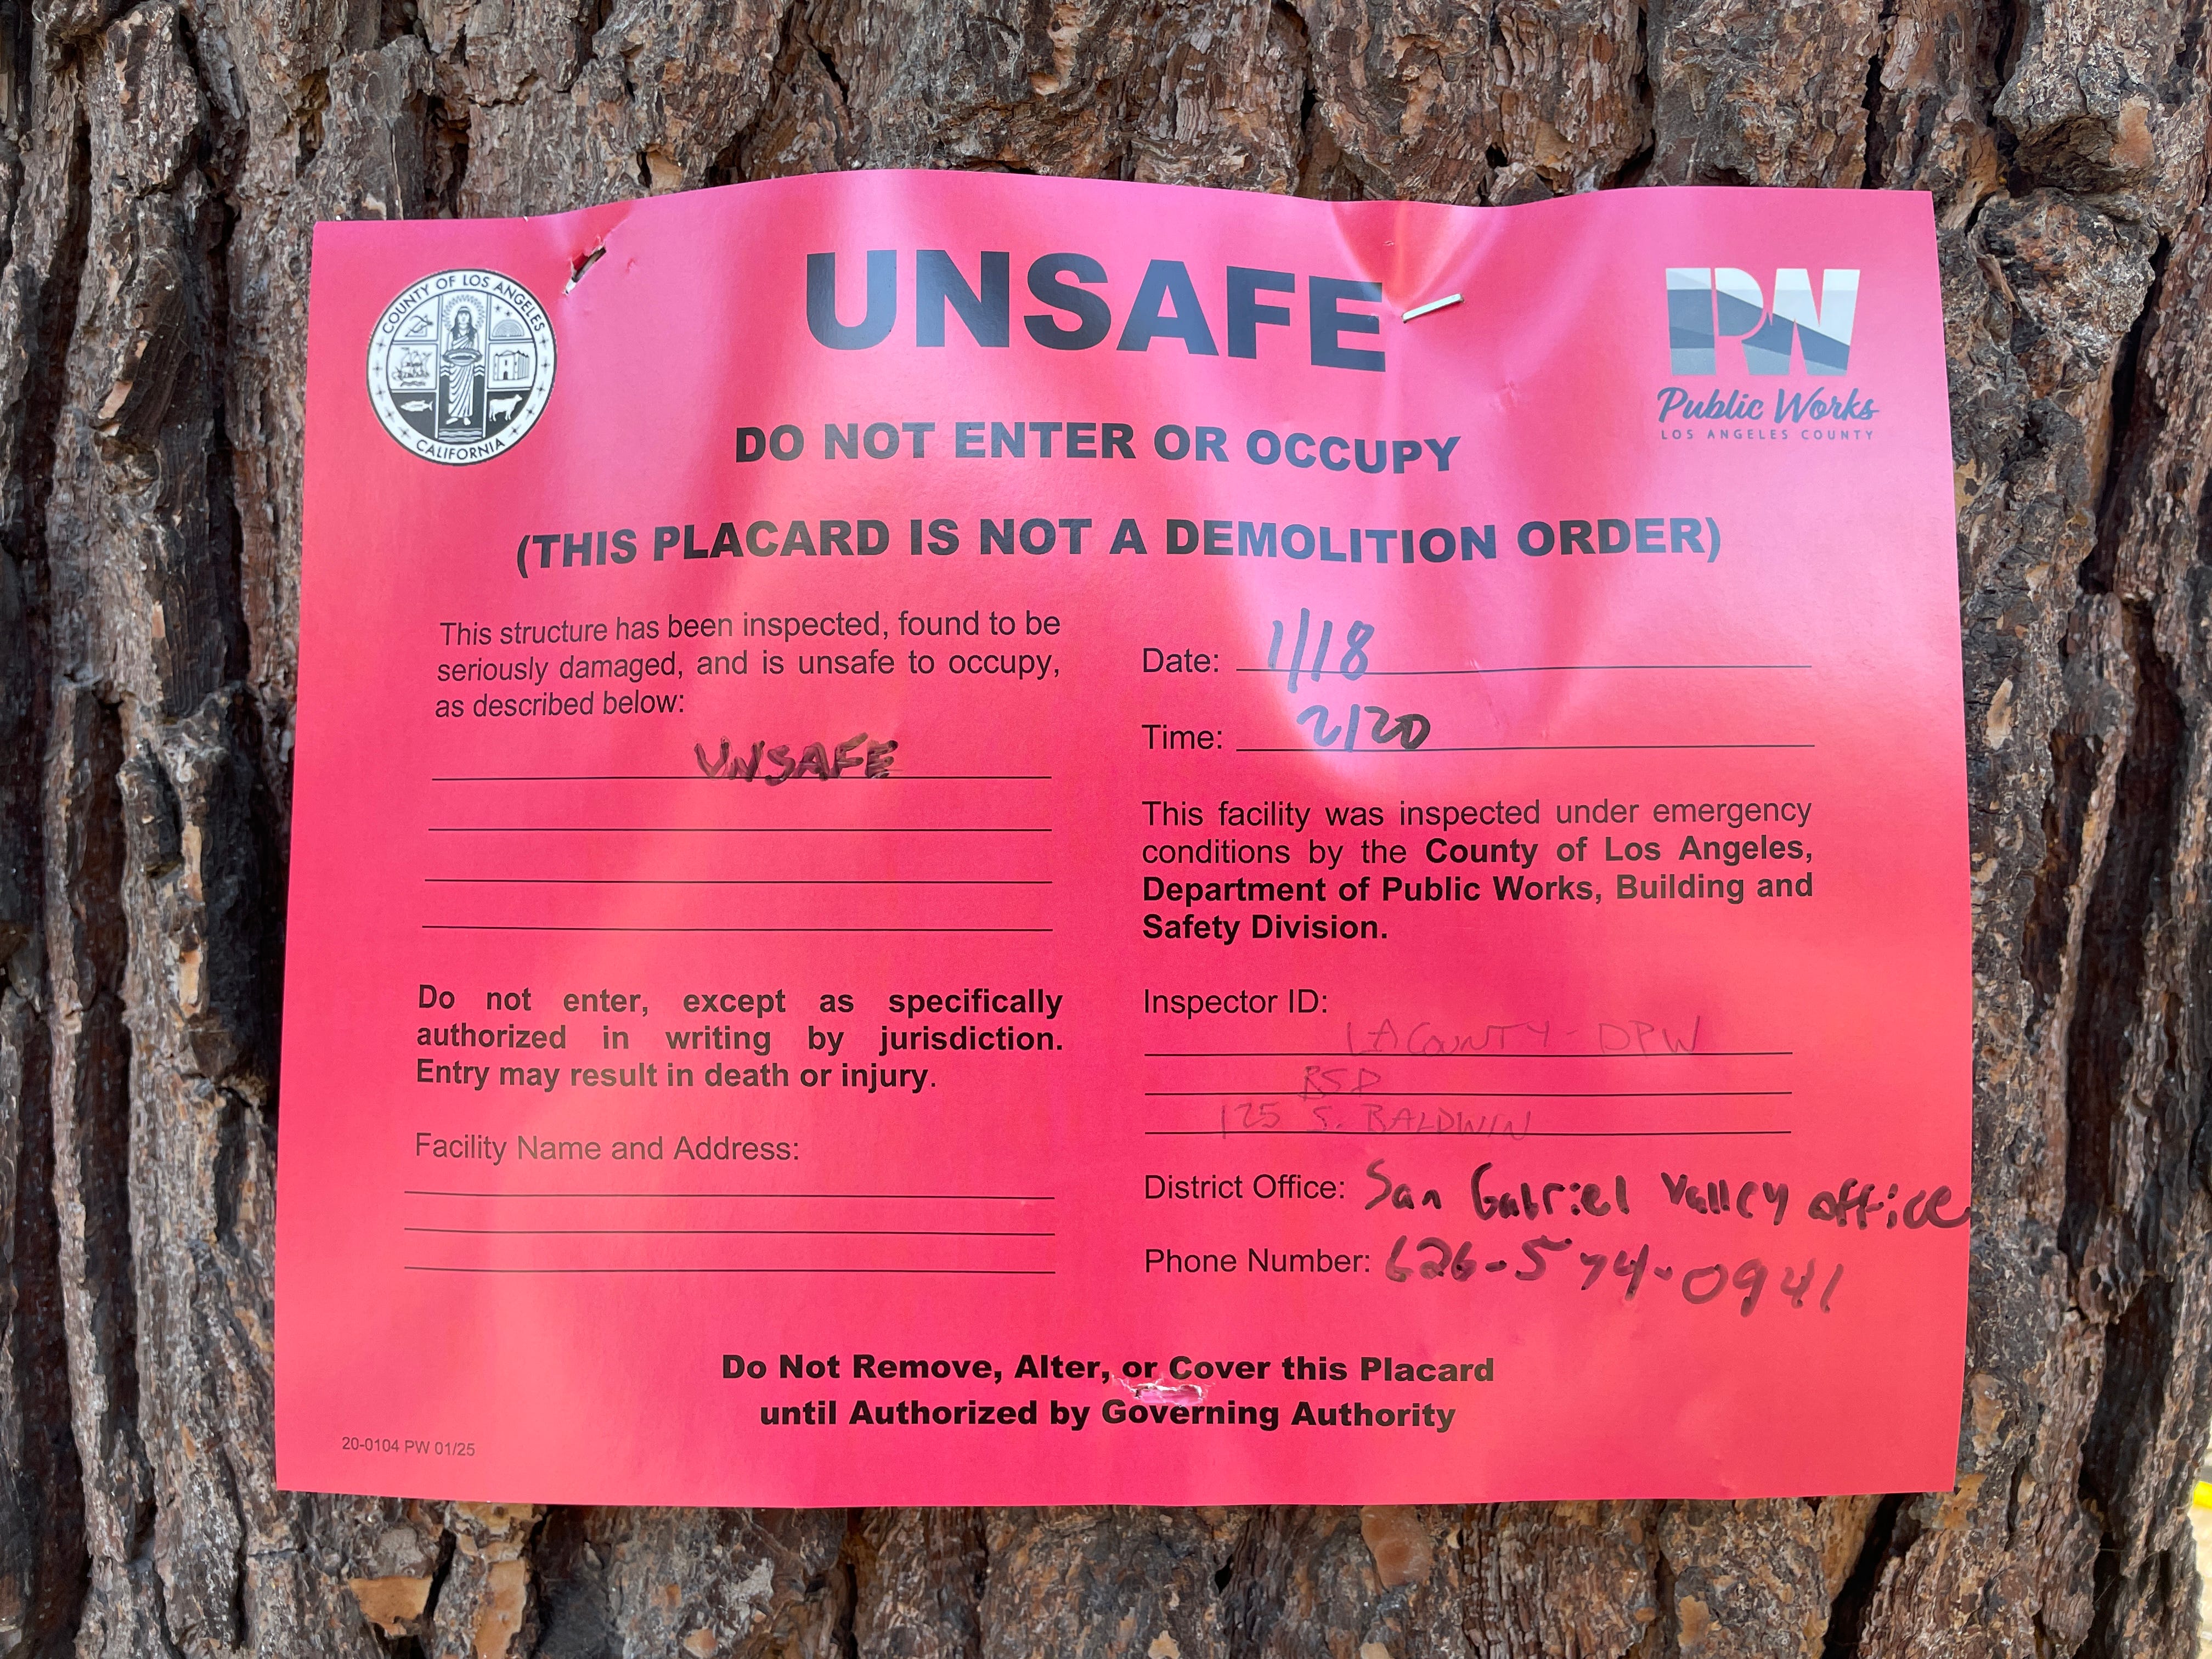 COUNTY OF LOS ANGELES
CALIFORNIA
UNSAFE
PW
Public Works
LOS ANGELES COUNTY
DO NOT ENTER OR OCCUPY
(THIS PLACARD IS NOT A DEMOLITION ORDER)
This structure has been inspected, found to be
seriously damaged, and is unsafe to occupy,
as described below:
UNSAFE
Do not enter, except as specifically
authorized in writing by jurisdiction.
Entry may result in death or injury.
Facility Name and Address:
Date: 1/18
Time: 2/20
This facility was inspected under emergency
conditions by the County of Los Angeles,
Department of Public Works, Building and
Safety Division.
Inspector ID:
LA COUNTY - DPW
BSD
125 S. BALDWIN
District Office: San Gabriel Valley office
Phone Number: 626-574-0941
Do Not Remove, Alter, or Cover this Placard
until Authorized by Governing Authority
20-0104 PW 01/25